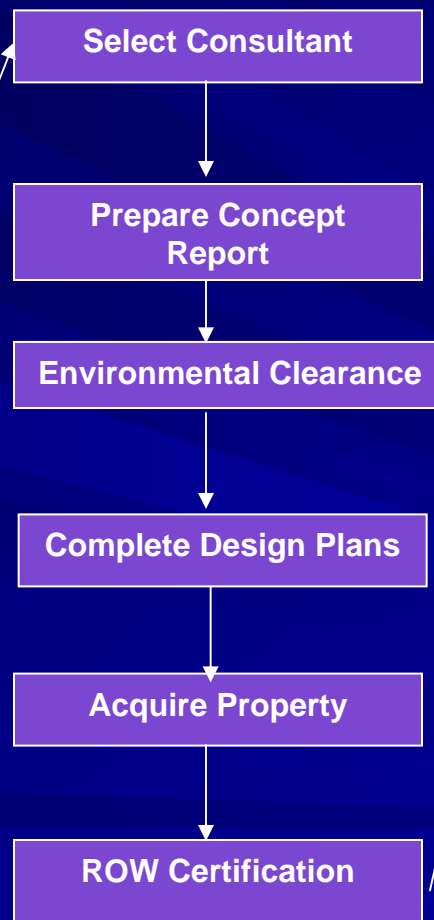 Select Consultant
Prepare Concept
Report
Environmental Clearance
Complete Design Plans
Acquire Property
ROW Certification